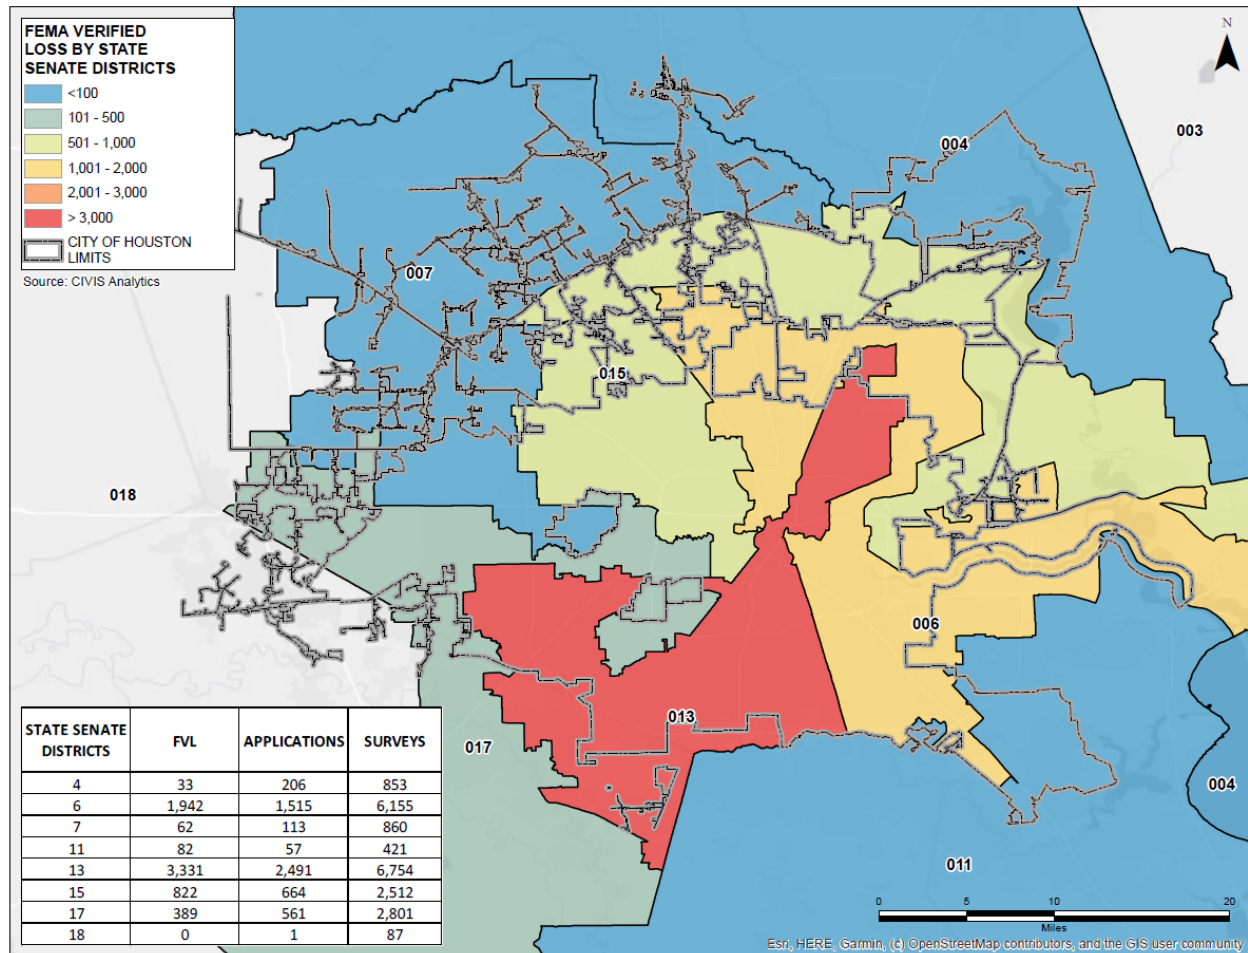 FEMA VERIFIED
LOSS BY STATE
SENATE DISTRICTS
<100
101 - 500
501 - 1,000
1,001 - 2,000
2,001 - 3,000
> 3,000
CITY OF HOUSTON
LIMITS
Source: CIVIS Analytics
N
003
004
007
015
018
006
013
017
004
011
STATE SENATE DISTRICTS FVL APPLICATIONS SURVEYS
4 33 206 853
6 1,942 1,515 6,155
7 62 113 860
11 82 57 421
13 3,331 2,491 6,754
15 822 664 2,512
17 389 561 2,801
18 0 1 87
0 5 10 20
Miles
Esri, HERE, Garmin, (c) OpenStreetMap contributors, and the GIS user community